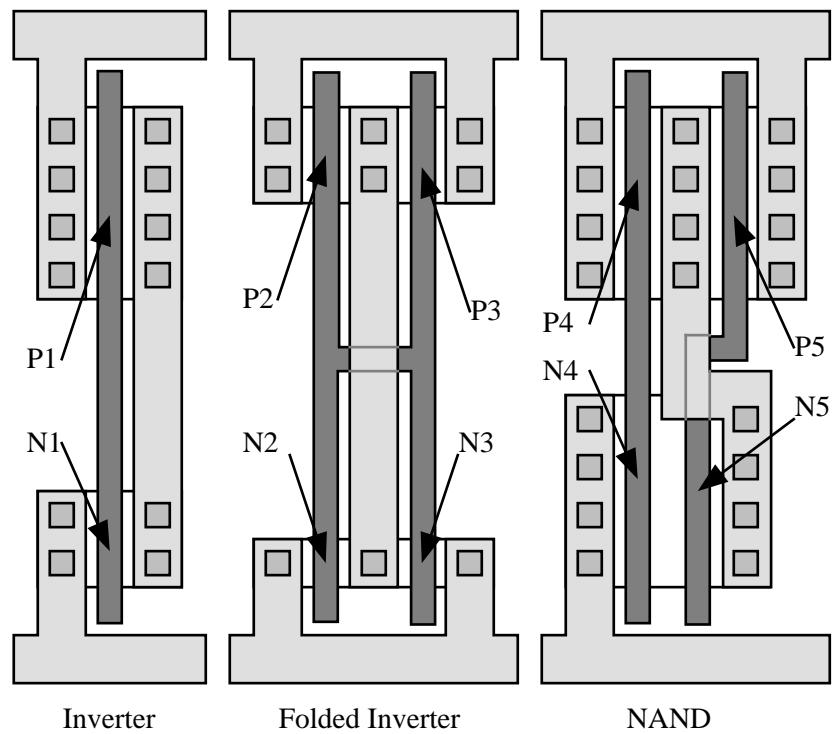 P1
N1
P2
P3
N2
N3
P4
P5
N4
N5
Inverter
Folded Inverter
NAND